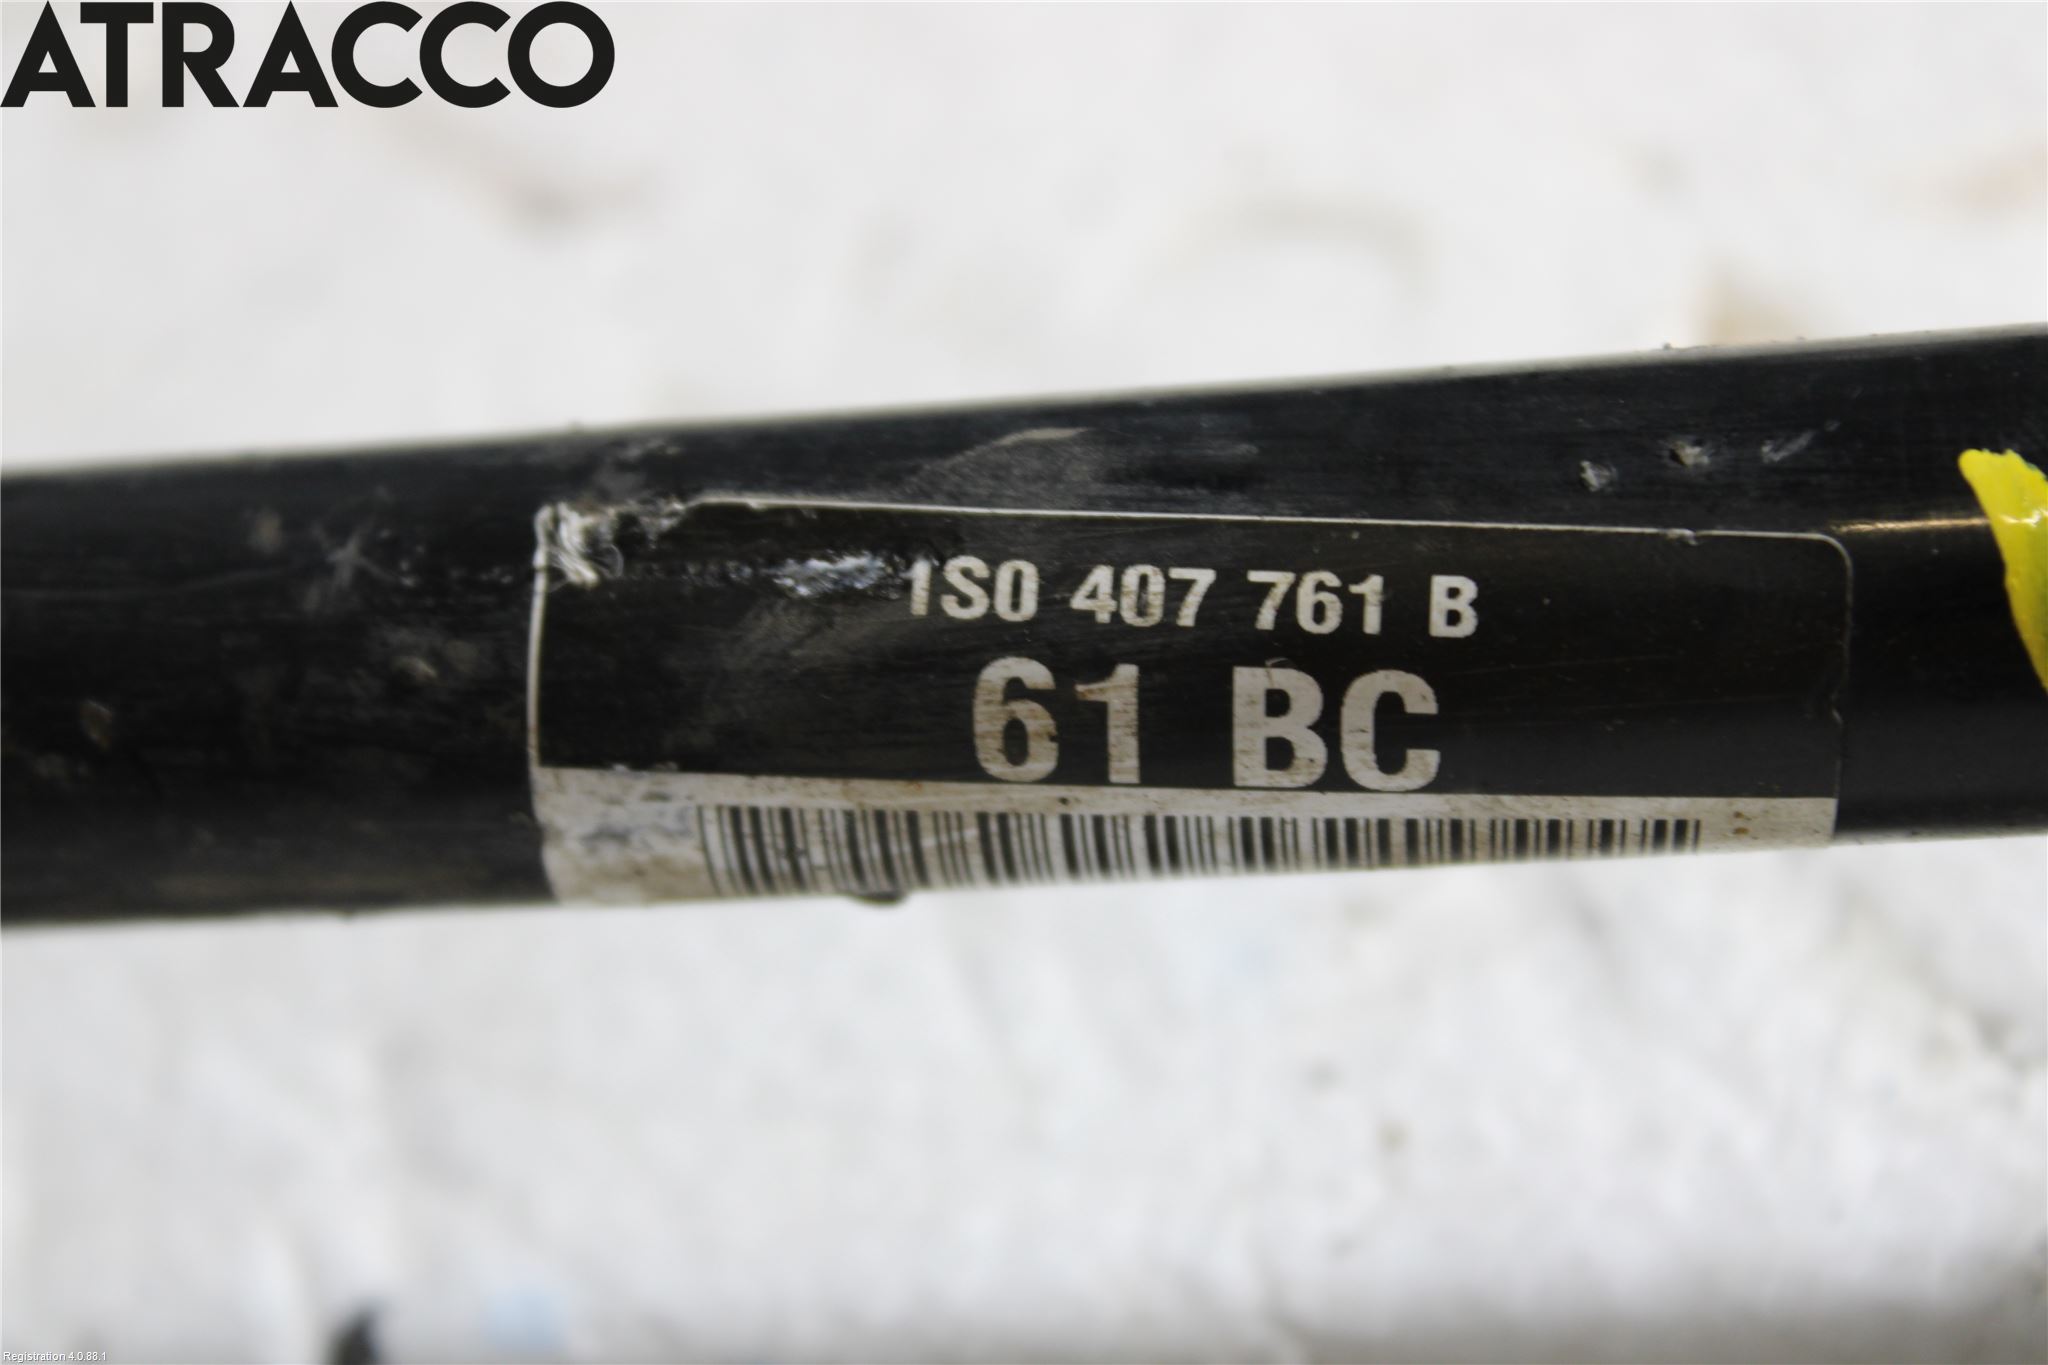 ATRACCO
1S0 407 761 B
61 BC
Registration 4.0.88.1